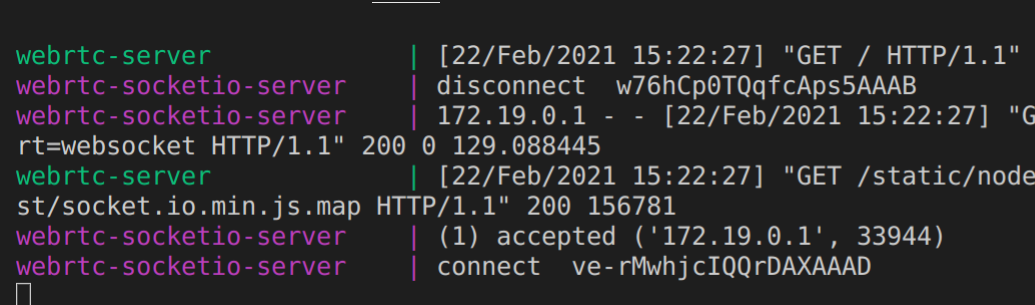 webrtc-server | [22/Feb/2021 15:22:27] "GET / HTTP/1.1"
webrtc-socketio-server | disconnect w76hCp0TQqfcAps5AAAB
webrtc-socketio-server | 172.19.0.1 - - [22/Feb/2021 15:22:27] "G
rt=websocket HTTP/1.1" 200 0 129.088445
webrtc-server | [22/Feb/2021 15:22:27] "GET /static/node
st/socket.io.min.js.map HTTP/1.1" 200 156781
webrtc-socketio-server | (1) accepted ('172.19.0.1', 33944)
webrtc-socketio-server | connect ve-rMwhjcIQQrDAXAAAD